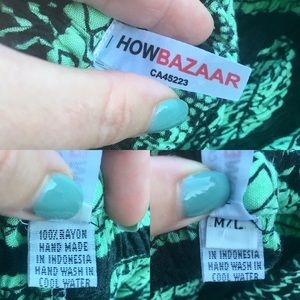 HOWBAZAAR
CA45223
100% RAYON
HAND MADE
IN INDONESIA
HAND WASH IN
COOL WATER
M/L
IN INDONESIA
HAND WASH IN
COOL WATER